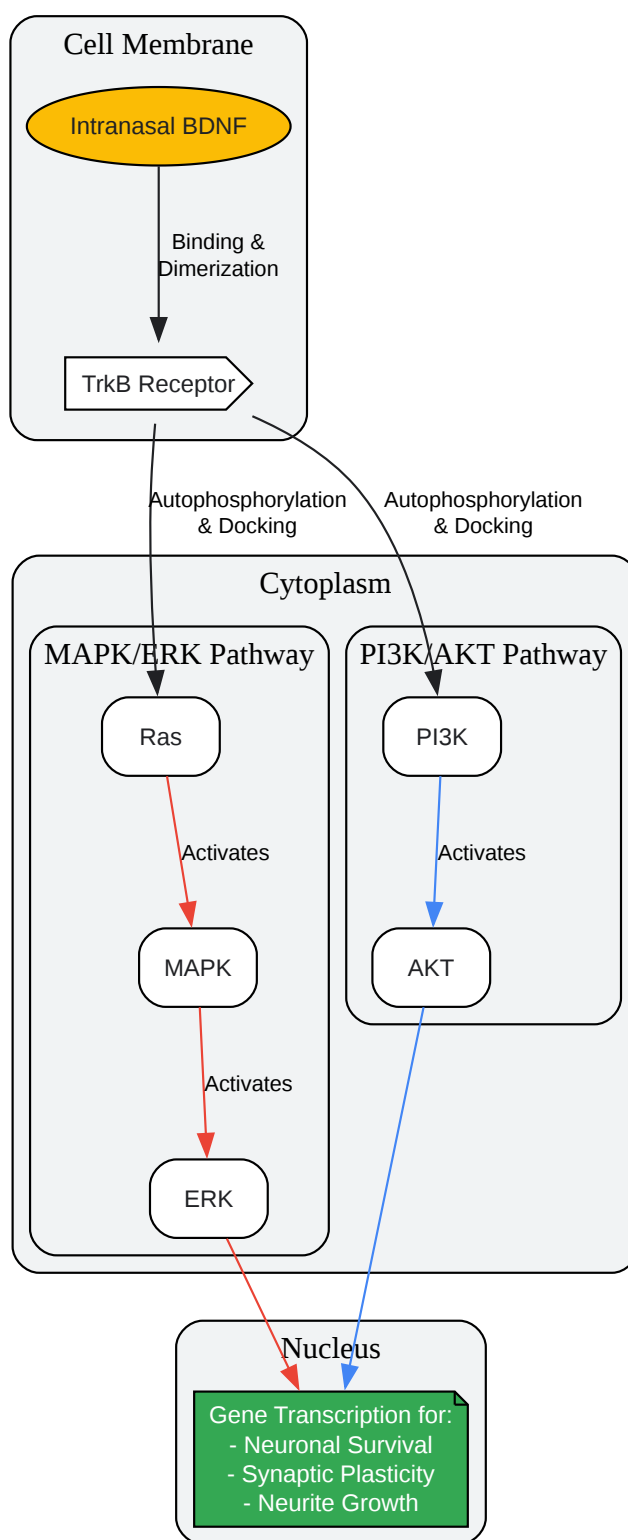 Cell Membrane
Intranasal BDNF
Binding &
Dimerization
TrkB Receptor
Autophosphorylation
& Docking
Autophosphorylation
& Docking
Cytoplasm
MAPK/ERK Pathway
PI3K/AKT Pathway
Ras
PI3K
Activates
Activates
MAPK
AKT
Activates
ERK
Nucleus
Gene Transcription for:
- Neuronal Survival
- Synaptic Plasticity
- Neurite Growth